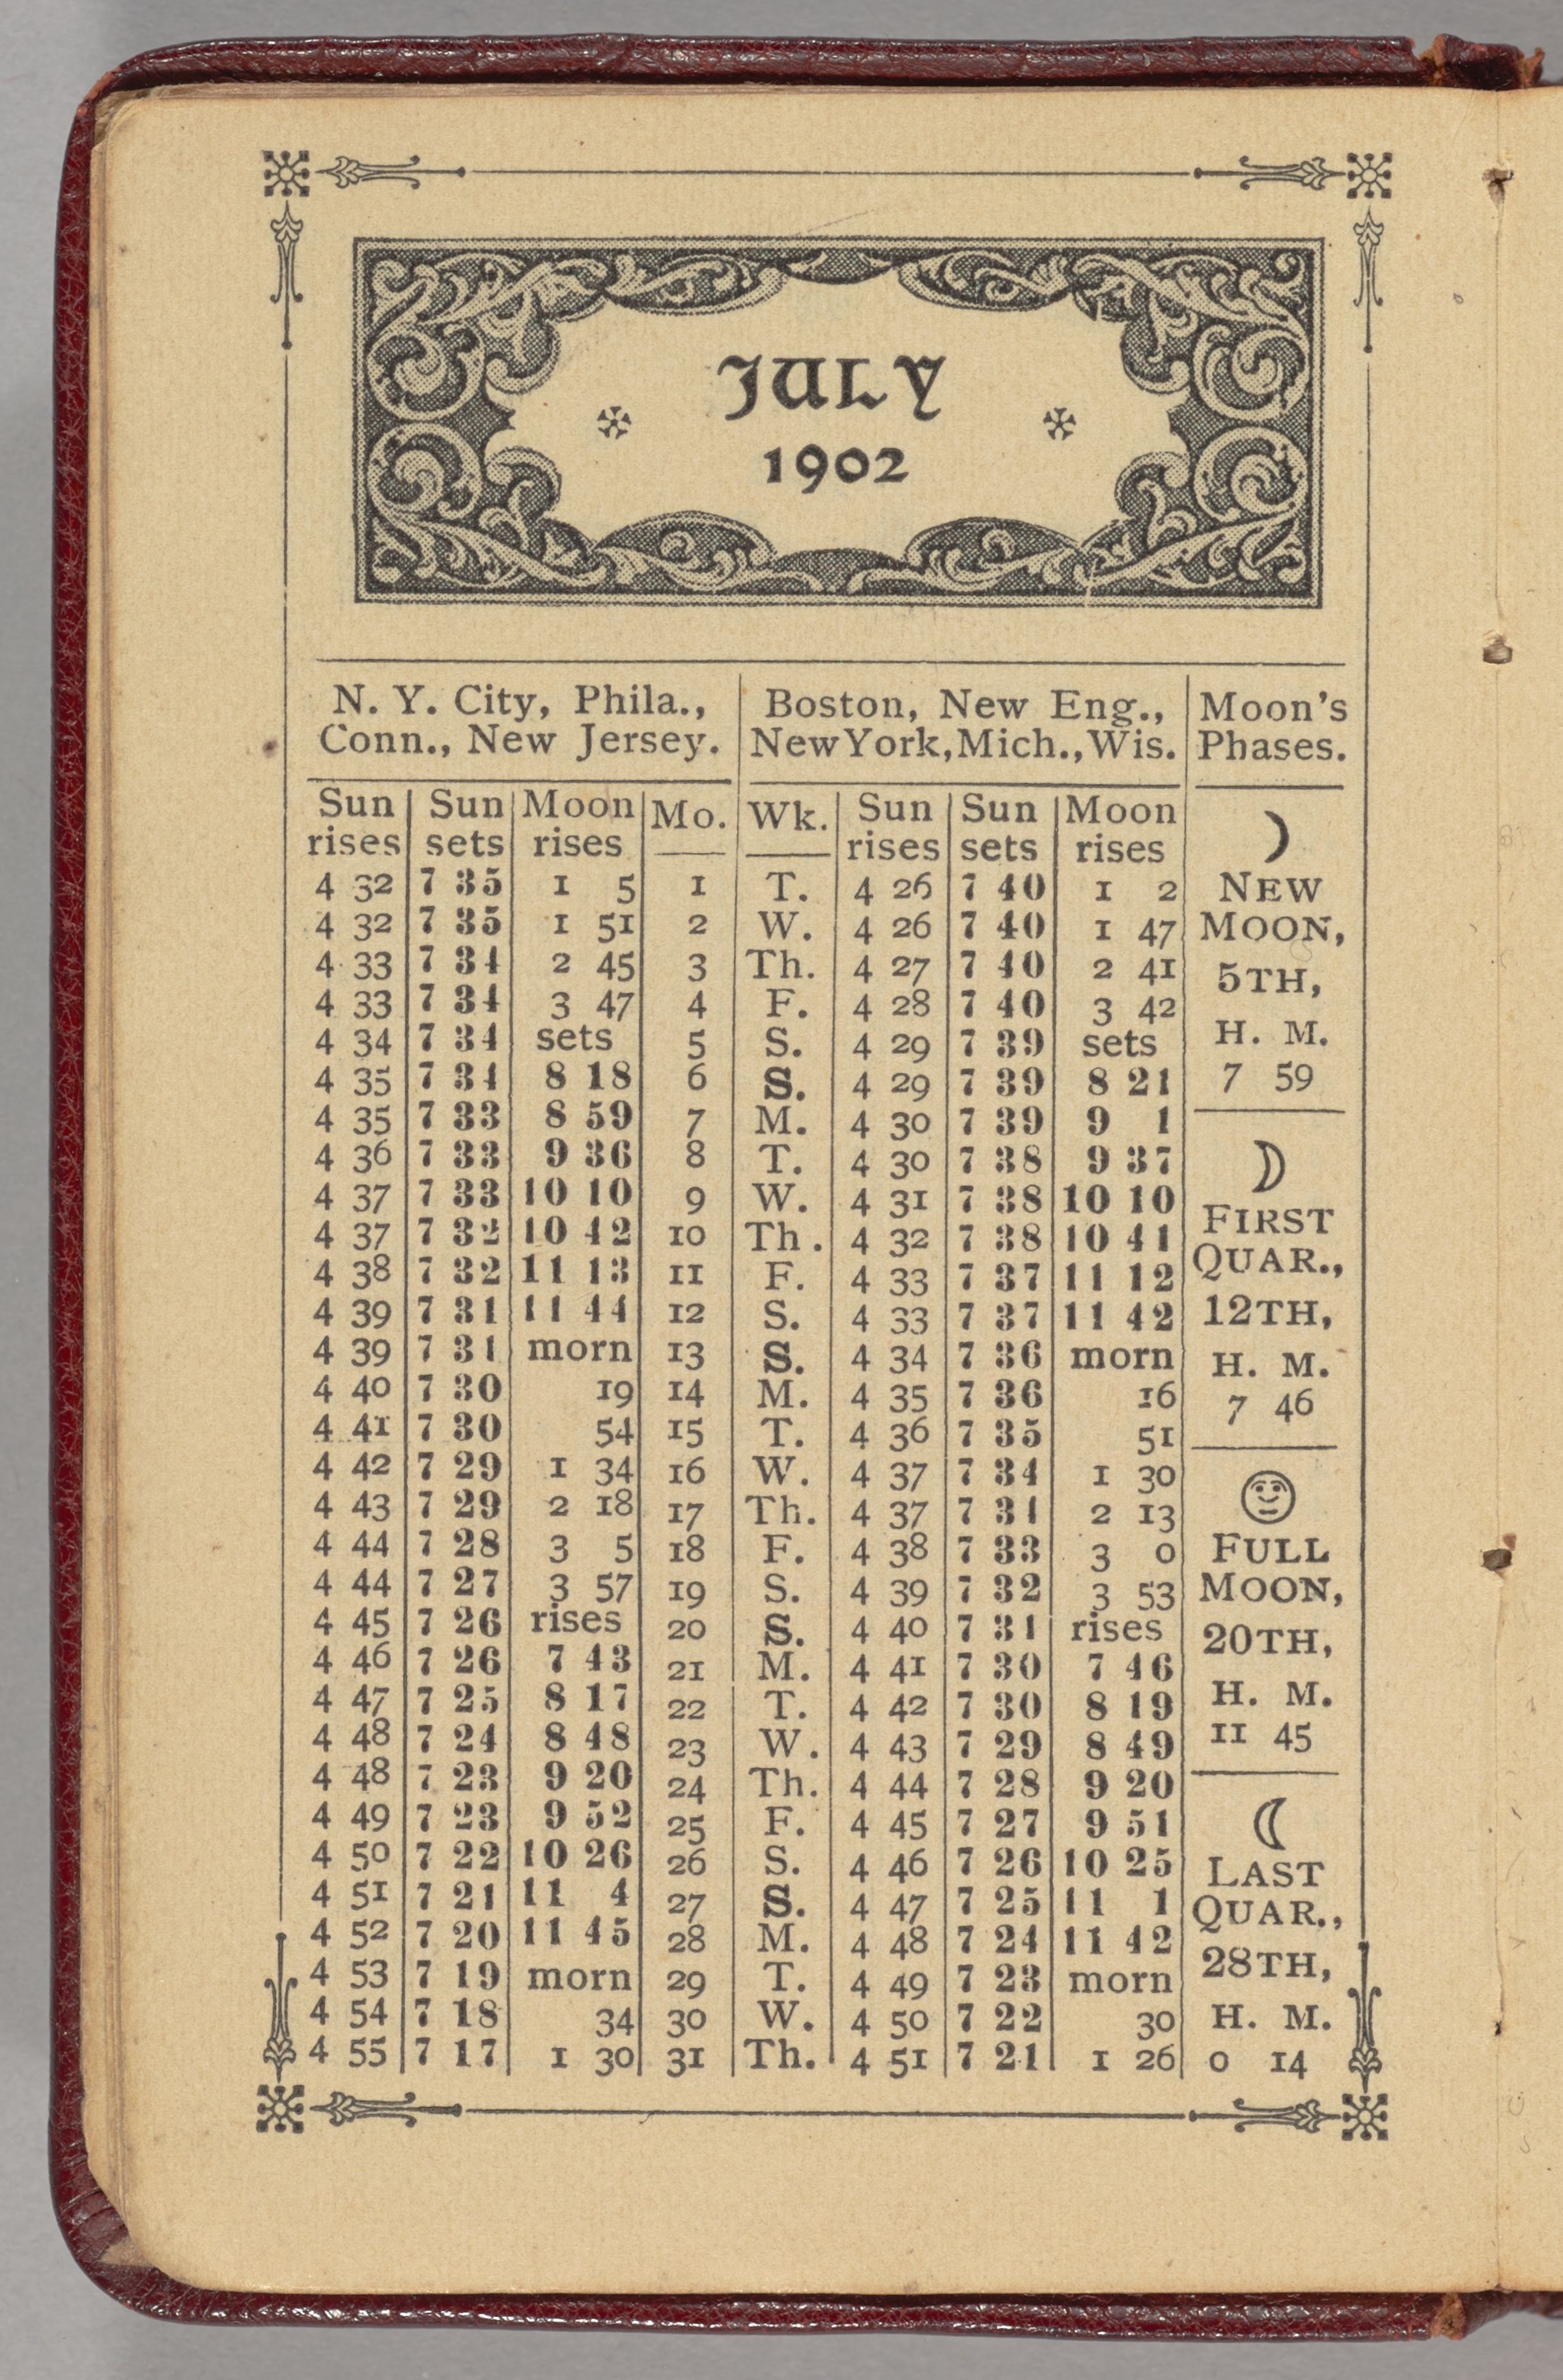 JULY
1902
N. Y. City, Phila., Boston, New Eng., Moon's
Conn., New Jersey. New York, Mich., Wis. Phases.
Sun Sun Moon Mo. Wk. Sun Sun Moon
rises sets rises rises sets rises
4 32 7 35 1 5 1 T. 4 26 7 40 1 2
4 32 7 35 1 51 2 W. 4 26 7 40 1 47
4 33 7 34 2 45 3 Th. 4 27 7 40 2 41
4 33 7 34 3 47 4 F. 4 28 7 40 3 42
4 34 7 34 sets 5 S. 4 29 7 39 sets
4 35 7 34 8 18 6 S. 4 29 7 39 8 21
4 35 7 33 8 59 7 M. 4 30 7 39 9 1
4 36 7 33 9 36 8 T. 4 30 7 38 9 37
4 37 7 33 10 10 9 W. 4 31 7 38 10 10
4 37 7 32 10 42 10 Th. 4 32 7 38 10 41
4 38 7 32 11 13 11 F. 4 33 7 37 11 12
4 39 7 31 11 44 12 S. 4 33 7 37 11 42
4 39 7 31 morn 13 S. 4 34 7 36 morn
4 40 7 30 19 14 M. 4 35 7 36 16
4 41 7 30 54 15 T. 4 36 7 35 51
4 42 7 29 1 34 16 W. 4 37 7 34 1 30
4 43 7 29 2 18 17 Th. 4 37 7 34 2 13
4 44 7 28 3 5 18 F. 4 38 7 33 3 0
4 44 7 27 3 57 19 S. 4 39 7 32 3 53
4 45 7 26 rises 20 S. 4 40 7 31 rises
4 46 7 26 7 43 21 M. 4 41 7 30 7 46
4 47 7 25 8 17 22 T. 4 42 7 30 8 19
4 48 7 24 8 48 23 W. 4 43 7 29 8 49
4 48 7 23 9 20 24 Th. 4 44 7 28 9 20
4 49 7 23 9 52 25 F. 4 45 7 27 9 51
4 50 7 22 10 26 26 S. 4 46 7 26 10 25
4 51 7 21 11 4 27 S. 4 47 7 25 11 1
4 52 7 20 11 45 28 M. 4 48 7 24 11 42
4 53 7 19 morn 29 T. 4 49 7 23 morn
4 54 7 18 34 30 W. 4 50 7 22 30
4 55 7 17 1 30 31 Th. 4 51 7 21 1 26
NEW
MOON,
5TH,
H. M.
7 59
FIRST
QUAR.,
12TH,
H. M.
7 46
FULL
MOON,
20TH,
H. M.
11 45
LAST
QUAR.,
28TH,
H. M.
0 14